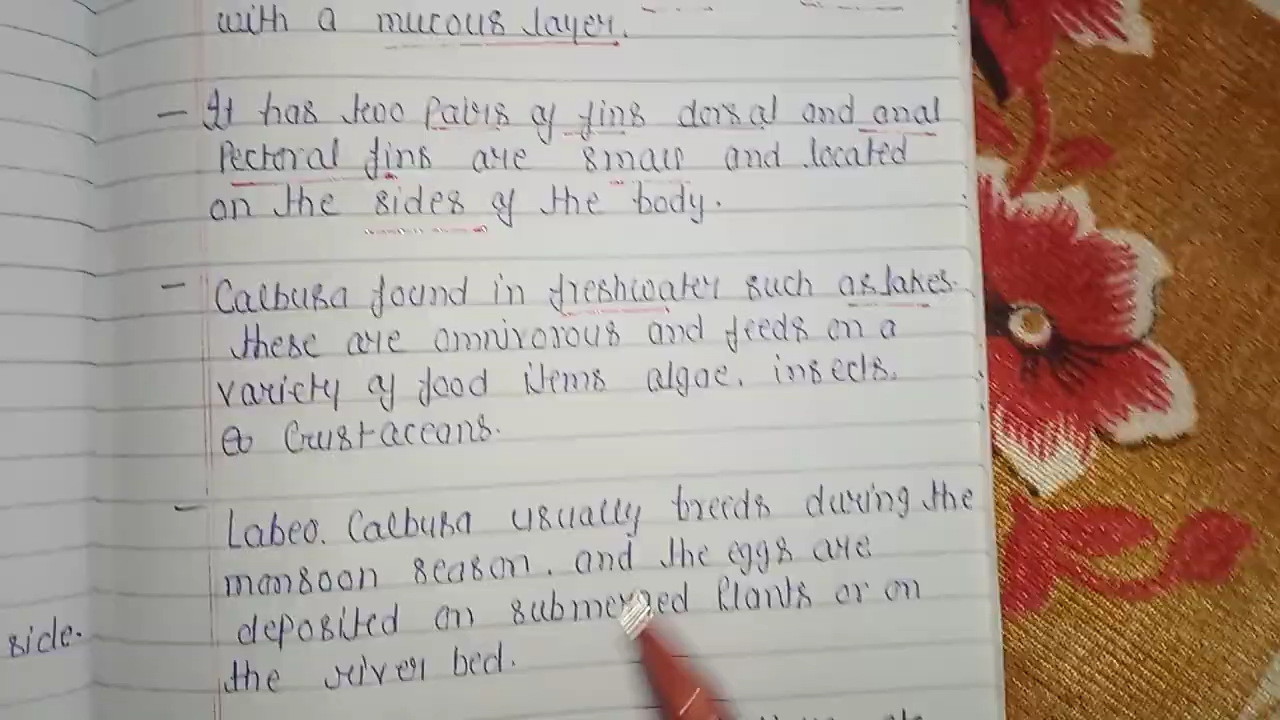 with a mucous layer.
- It has two Pairs of fins dorsal and anal
Pectoral fins are small and located
on the sides of the body.
- Calbusa found in freshwater such as lakes.
these are omnivorous and feeds on a
variety of food items algae, insects,
Crustaceans.
- Labeo. Calbusa usually breeds during the
monsoon season, and the eggs are
deposited on submerged Plants or on
side.
the river bed.